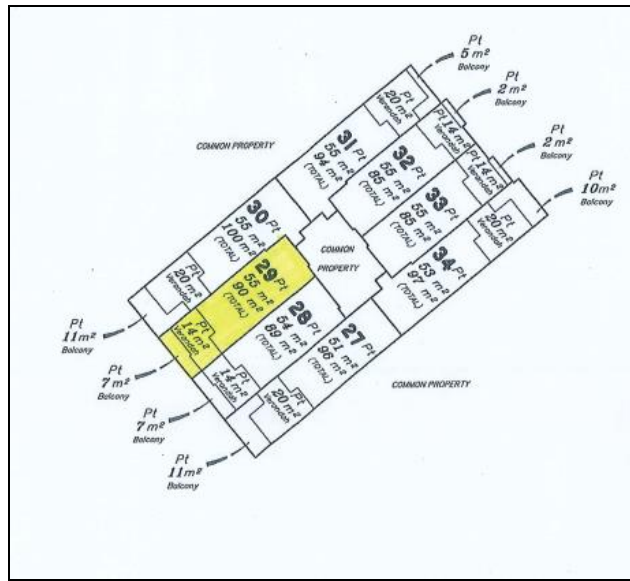 Pt
5 m²
Balcony
Pt
2 m²
Balcony
Pt
2 m²
Balcony
Pt
10m²
Balcony
Pt
20 m²
Verandah
Pt
14 m²
Verandah
Pt
14 m²
Verandah
Pt
20 m²
Verandah
COMMON PROPERTY
31 Pt
55 m²
94 m²
(TOTAL)
32 Pt
55 m²
85 m²
(TOTAL)
33 Pt
55 m²
85 m²
(TOTAL)
34 Pt
53 m²
97 m²
(TOTAL)
30 Pt
55 m²
100 m²
(TOTAL)
COMMON
PROPERTY
29 Pt
55 m²
90 m²
(TOTAL)
28 Pt
54 m²
89 m²
(TOTAL)
27 Pt
51 m²
96 m²
(TOTAL)
Pt
20 m²
Verandah
Pt
14 m²
Verandah
Pt
14 m²
Verandah
Pt
20 m²
Verandah
COMMON PROPERTY
Pt
11m²
Balcony
Pt
7 m²
Balcony
Pt
7 m²
Balcony
Pt
11m²
Balcony